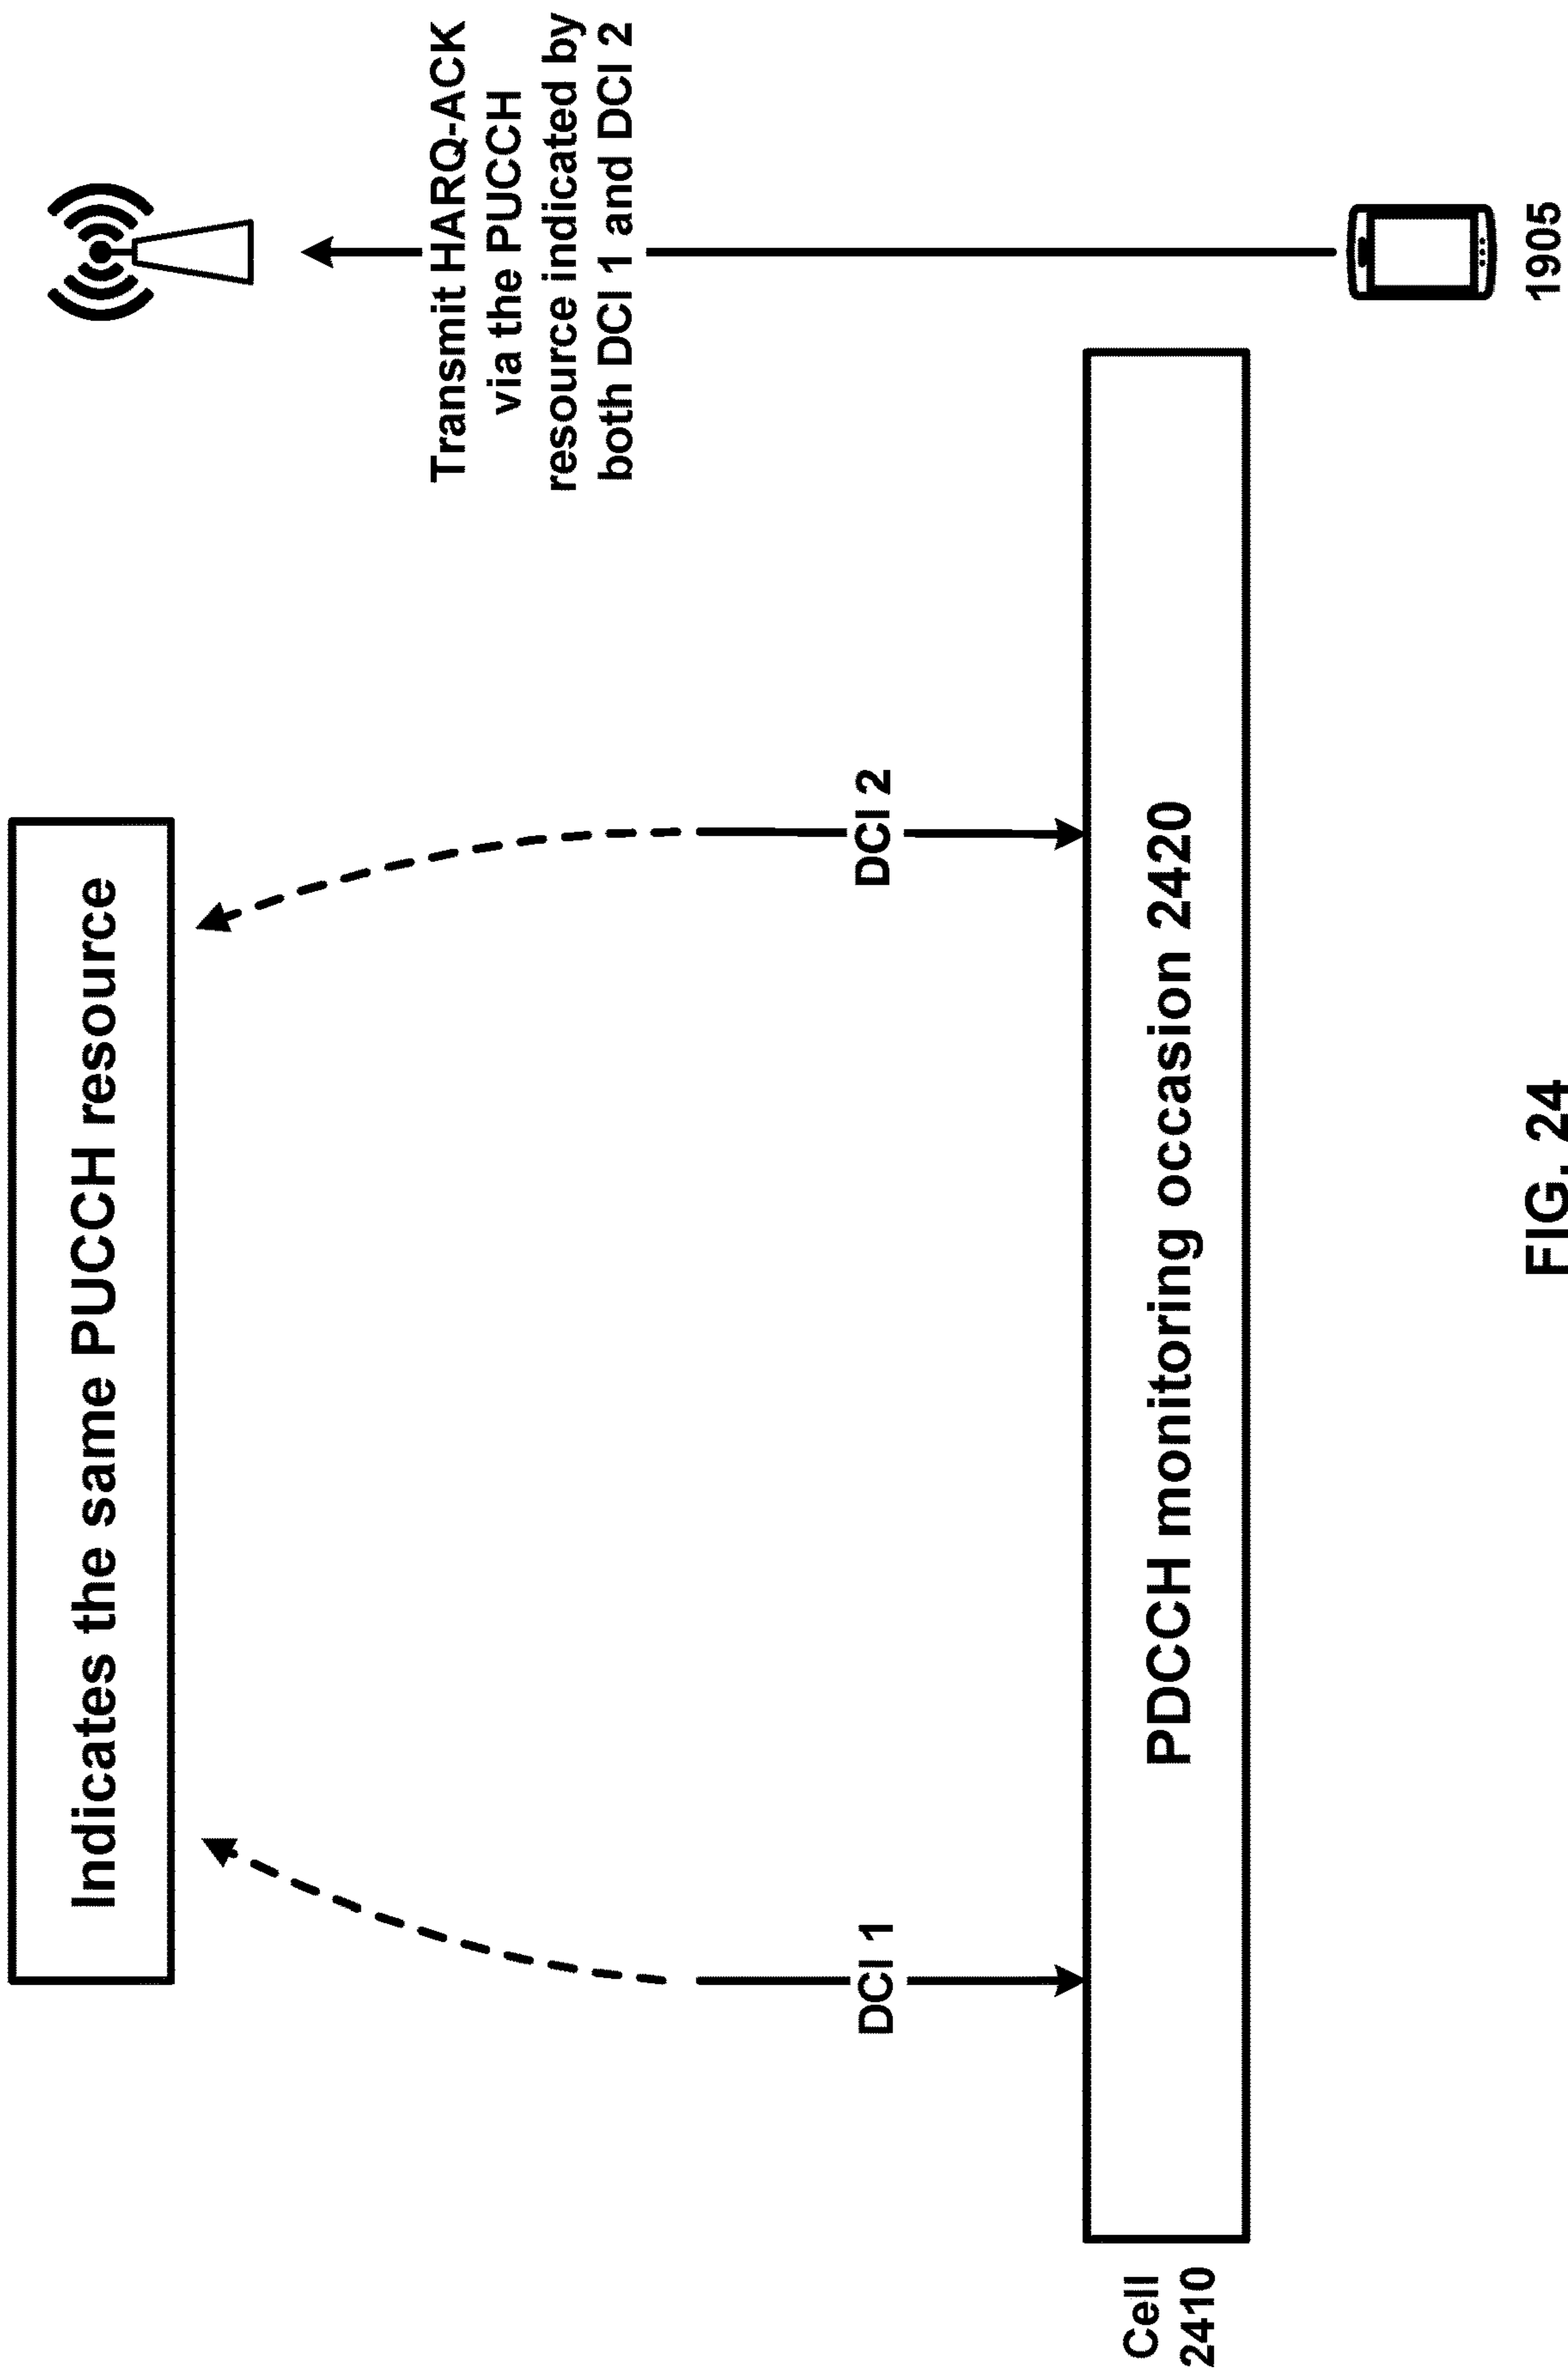 Indicates the same PUCCH resource
DCI 1
DCI 2
Transmit HARQ-ACK
via the PUCCH
resource indicated by
both DCI 1 and DCI 2
Cell
2410
PDCCH monitoring occasion 2420
1905
FIG. 24